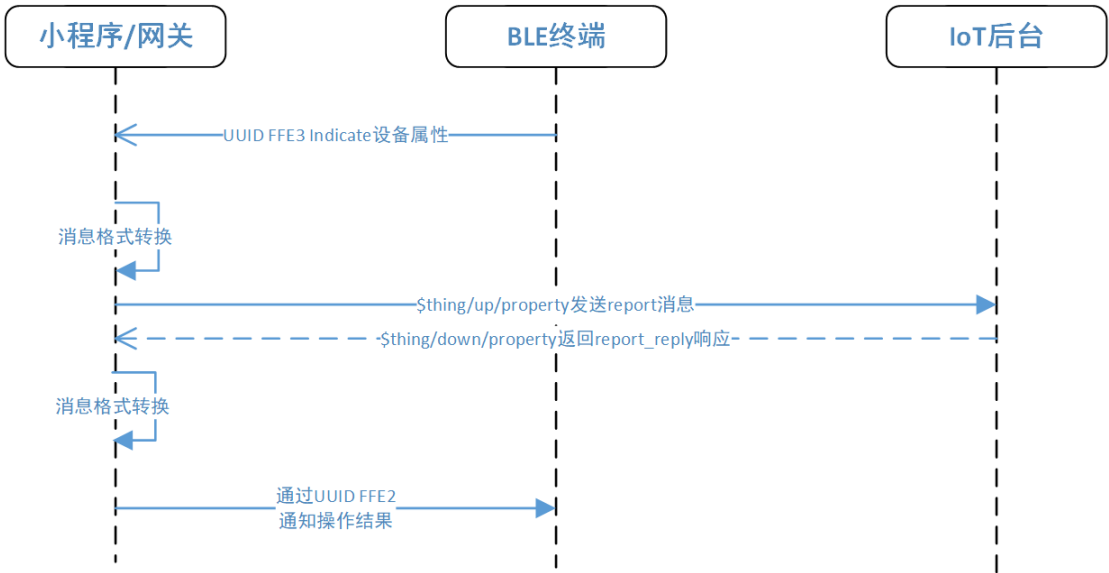 小程序/网关
BLE终端
IoT后台
UUID FFE3 Indicate设备属性
消息格式转换
$thing/up/property发送report消息
$thing/down/property返回report_reply响应
消息格式转换
通过UUID FFE2
通知操作结果